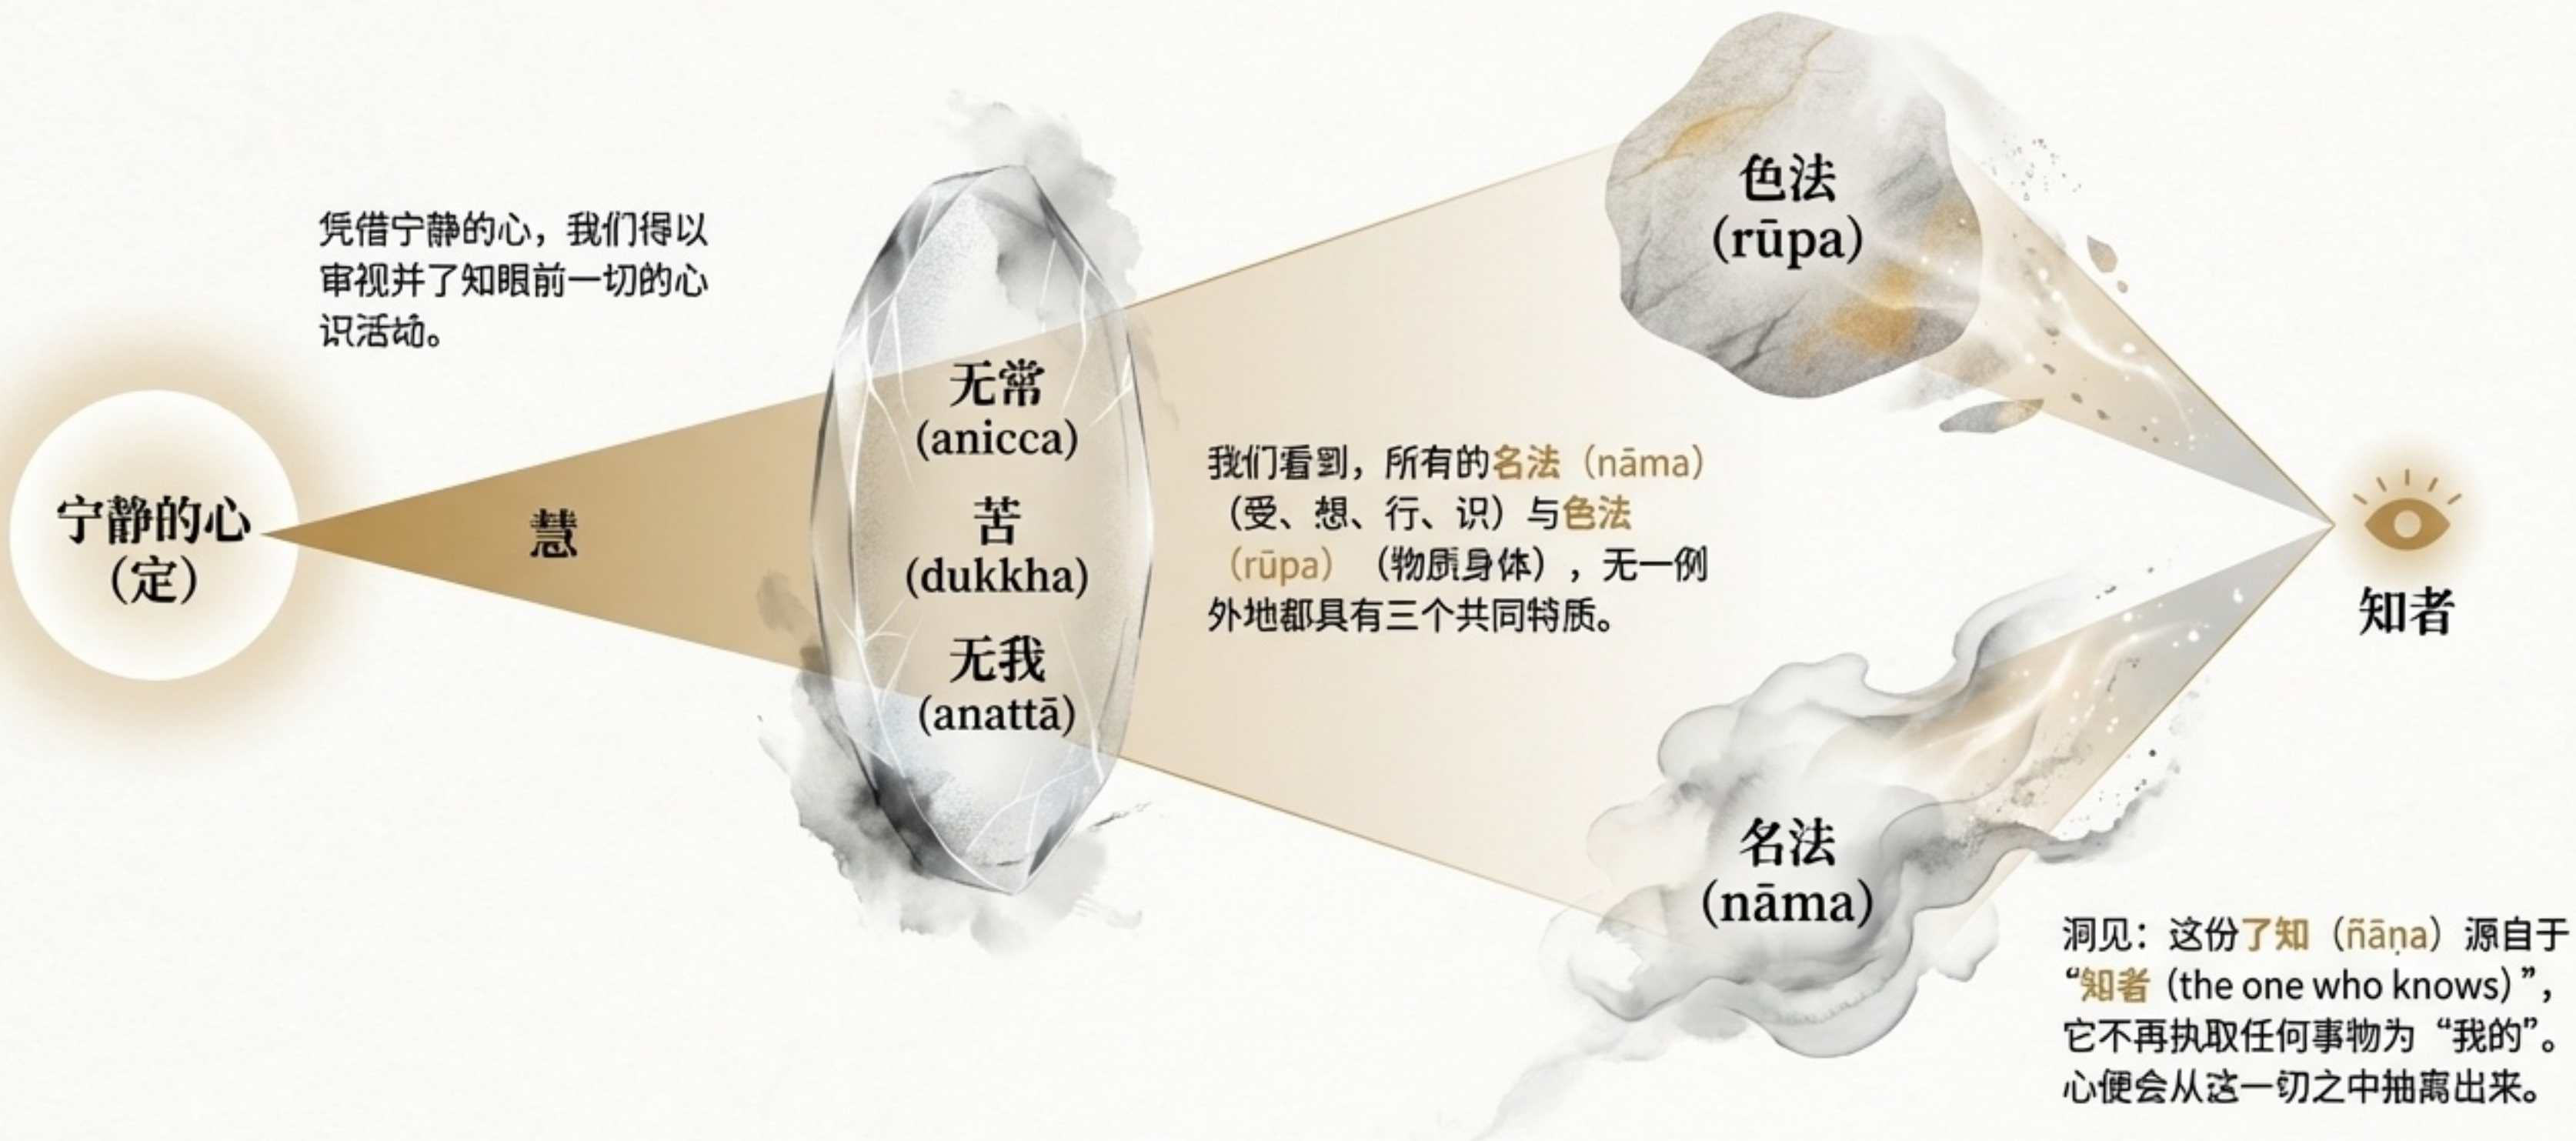 凭借宁静的心，我们得以
审视并了知眼前一切的心
识活动。
宁静的心
（定）
慧
无常
(anicca)
苦
(dukkha)
无我
(anattā)
我们看到，所有的名法（nāma）
（受、想、行、识）与色法
（rūpa）（物质身体），无一例
外地都具有三个共同特质。
色法
(rūpa)
名法
(nāma)
知者
洞见：这份了知（ñāṇa）源自于
“知者（the one who knows）”，
它不再执取任何事物为“我的”。
心便会从这一切之中抽离出来。